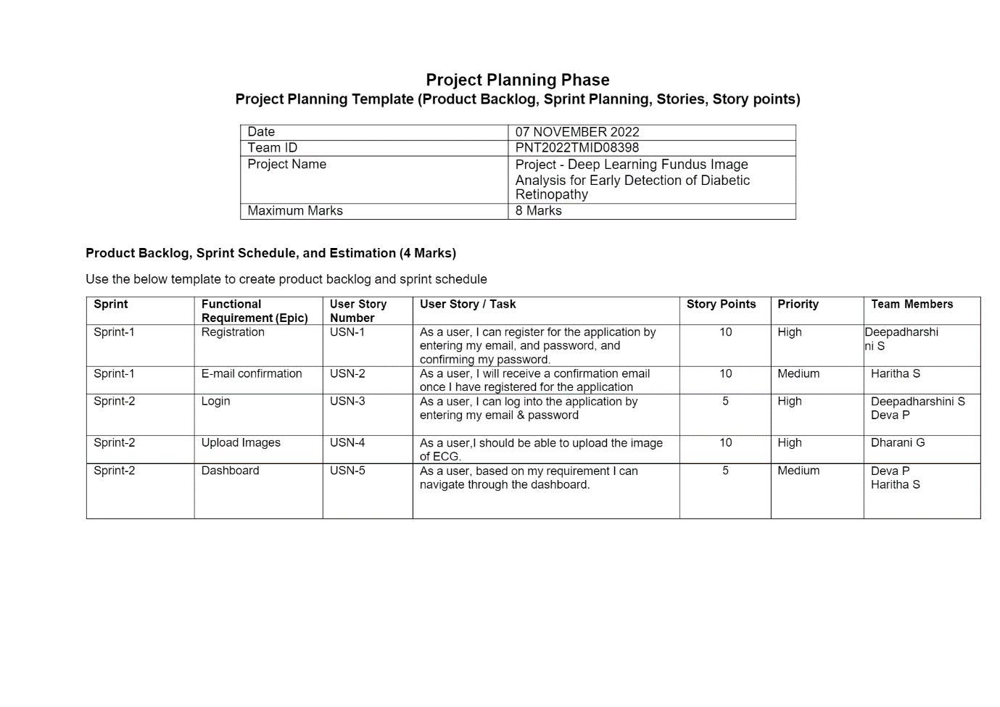 Project Planning Phase
Project Planning Template (Product Backlog, Sprint Planning, Stories, Story points)
Date 07 NOVEMBER 2022
Team ID PNT2022TMID08398
Project Name Project - Deep Learning Fundus Image
Analysis for Early Detection of Diabetic
Retinopathy
Maximum Marks 8 Marks
Product Backlog, Sprint Schedule, and Estimation (4 Marks)
Use the below template to create product backlog and sprint schedule
Sprint Functional User Story User Story / Task Story Points Priority Team Members
Requirement (Epic) Number
Sprint-1 Registration USN-1 As a user, I can register for the application by 10 High Deepadharshi
entering my email, and password, and ni S
confirming my password.
Sprint-1 E-mail confirmation USN-2 As a user, I will receive a confirmation email 10 Medium Haritha S
once I have registered for the application
Sprint-2 Login USN-3 As a user, I can log into the application by 5 High Deepadharshini S
entering my email & password Deva P
Sprint-2 Upload Images USN-4 As a user,I should be able to upload the image 10 High Dharani G
of ECG.
Sprint-2 Dashboard USN-5 As a user, based on my requirement I can 5 Medium Deva P
navigate through the dashboard. Haritha S